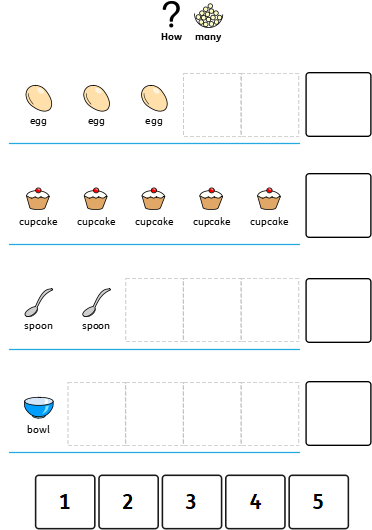 ? How many
egg egg egg
cupcake cupcake cupcake cupcake cupcake
spoon spoon
bowl
1 2 3 4 5